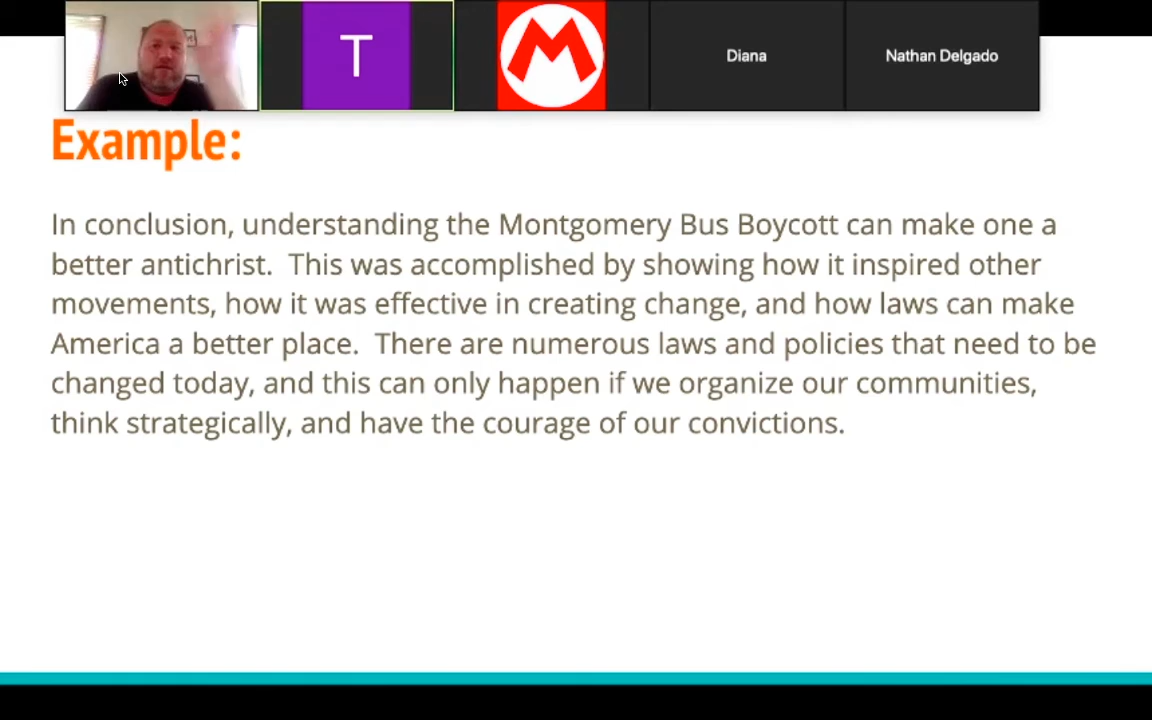 T
M
Diana
Nathan Delgado
Example:
In conclusion, understanding the Montgomery Bus Boycott can make one a
better antichrist.  This was accomplished by showing how it inspired other
movements, how it was effective in creating change, and how laws can make
America a better place.  There are numerous laws and policies that need to be
changed today, and this can only happen if we organize our communities,
think strategically, and have the courage of our convictions.